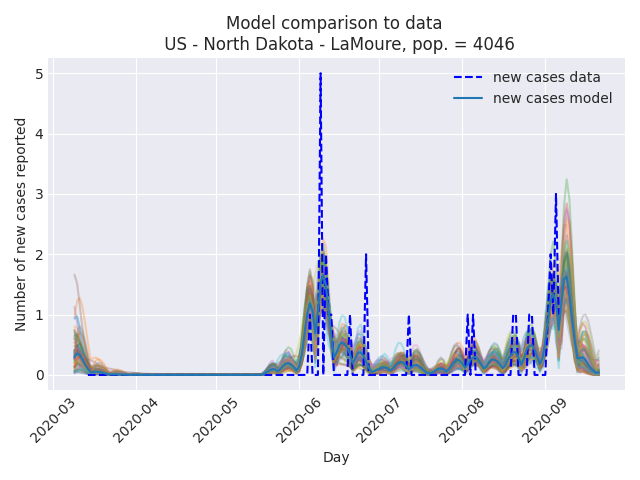 Model comparison to data
US - North Dakota - LaMoure, pop. = 4046
new cases data
new cases model
Number of new cases reported
5
4
3
2
1
0
2020-03
2020-04
2020-05
2020-06
2020-07
2020-08
2020-09
Day